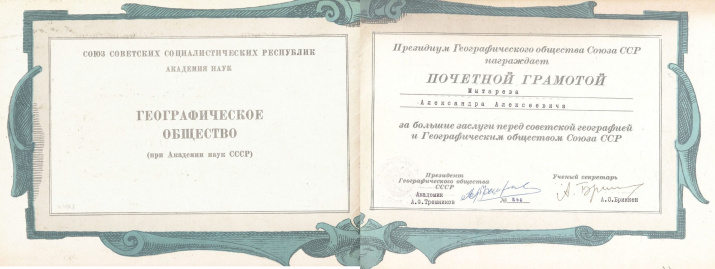 СОЮЗ СОВЕТСКИХ СОЦИАЛИСТИЧЕСКИХ РЕСПУБЛИК
АКАДЕМИЯ НАУК
ГЕОГРАФИЧЕСКОЕ
ОБЩЕСТВО
(при Академии наук СССР)
Президиум Географического общества Союза ССР
награждает
ПОЧЕТНОЙ ГРАМОТОЙ
Мытарева
Александра Алексеевича
за большие заслуги перед советской географией
и Географическим обществом Союза ССР
Президент
Географического общества
СССР
Академик
А.Ф.Трешников
Ученый секретарь
А.О.Бринкен